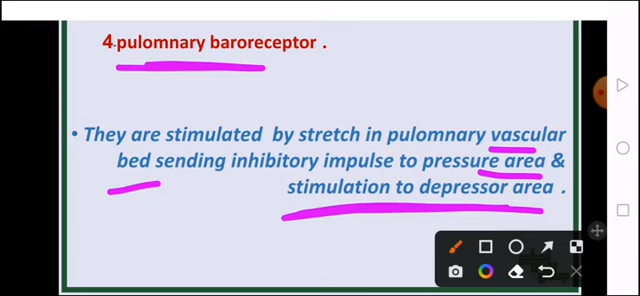 4.pulomnary baroreceptor .
• They are stimulated by stretch in pulomnary vascular
bed sending inhibitory impulse to pressure area &
stimulation to depressor area .